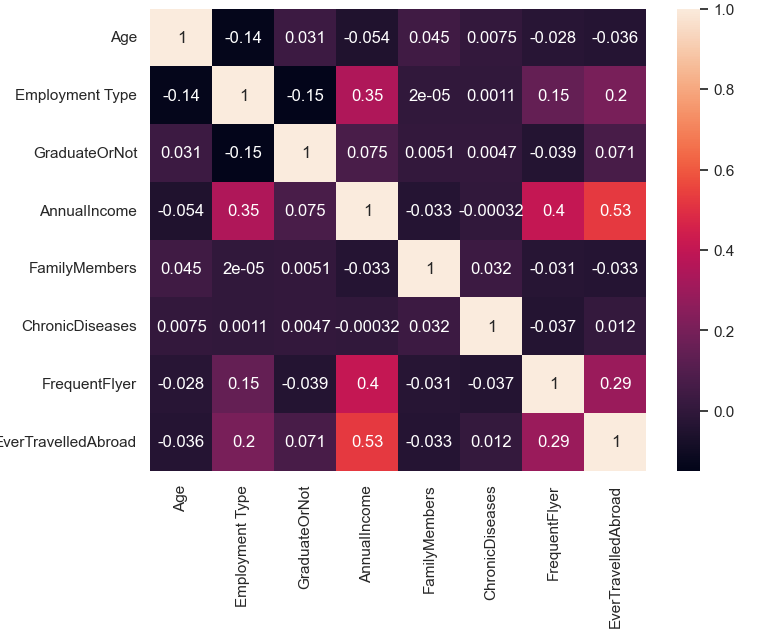 Age 1 -0.14 0.031 -0.054 0.045 0.0075 -0.028 -0.036
Employment Type -0.14 1 -0.15 0.35 2e-05 0.0011 0.15 0.2
GraduateOrNot 0.031 -0.15 1 0.075 0.0051 0.0047 -0.039 0.071
AnnualIncome -0.054 0.35 0.075 1 -0.033 -0.00032 0.4 0.53
FamilyMembers 0.045 2e-05 0.0051 -0.033 1 0.032 -0.031 -0.033
ChronicDiseases 0.0075 0.0011 0.0047 -0.00032 0.032 1 -0.037 0.012
FrequentFlyer -0.028 0.15 -0.039 0.4 -0.031 -0.037 1 0.29
EverTravelledAbroad -0.036 0.2 0.071 0.53 -0.033 0.012 0.29 1
Age
Employment Type
GraduateOrNot
AnnualIncome
FamilyMembers
ChronicDiseases
FrequentFlyer
EverTravelledAbroad
1.0
0.8
0.6
0.4
0.2
0.0